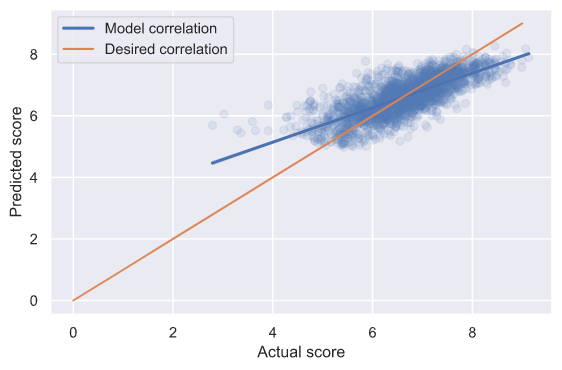 Model correlation
Desired correlation
8
6
4
2
0
Predicted score
0 2 4 6 8
Actual score